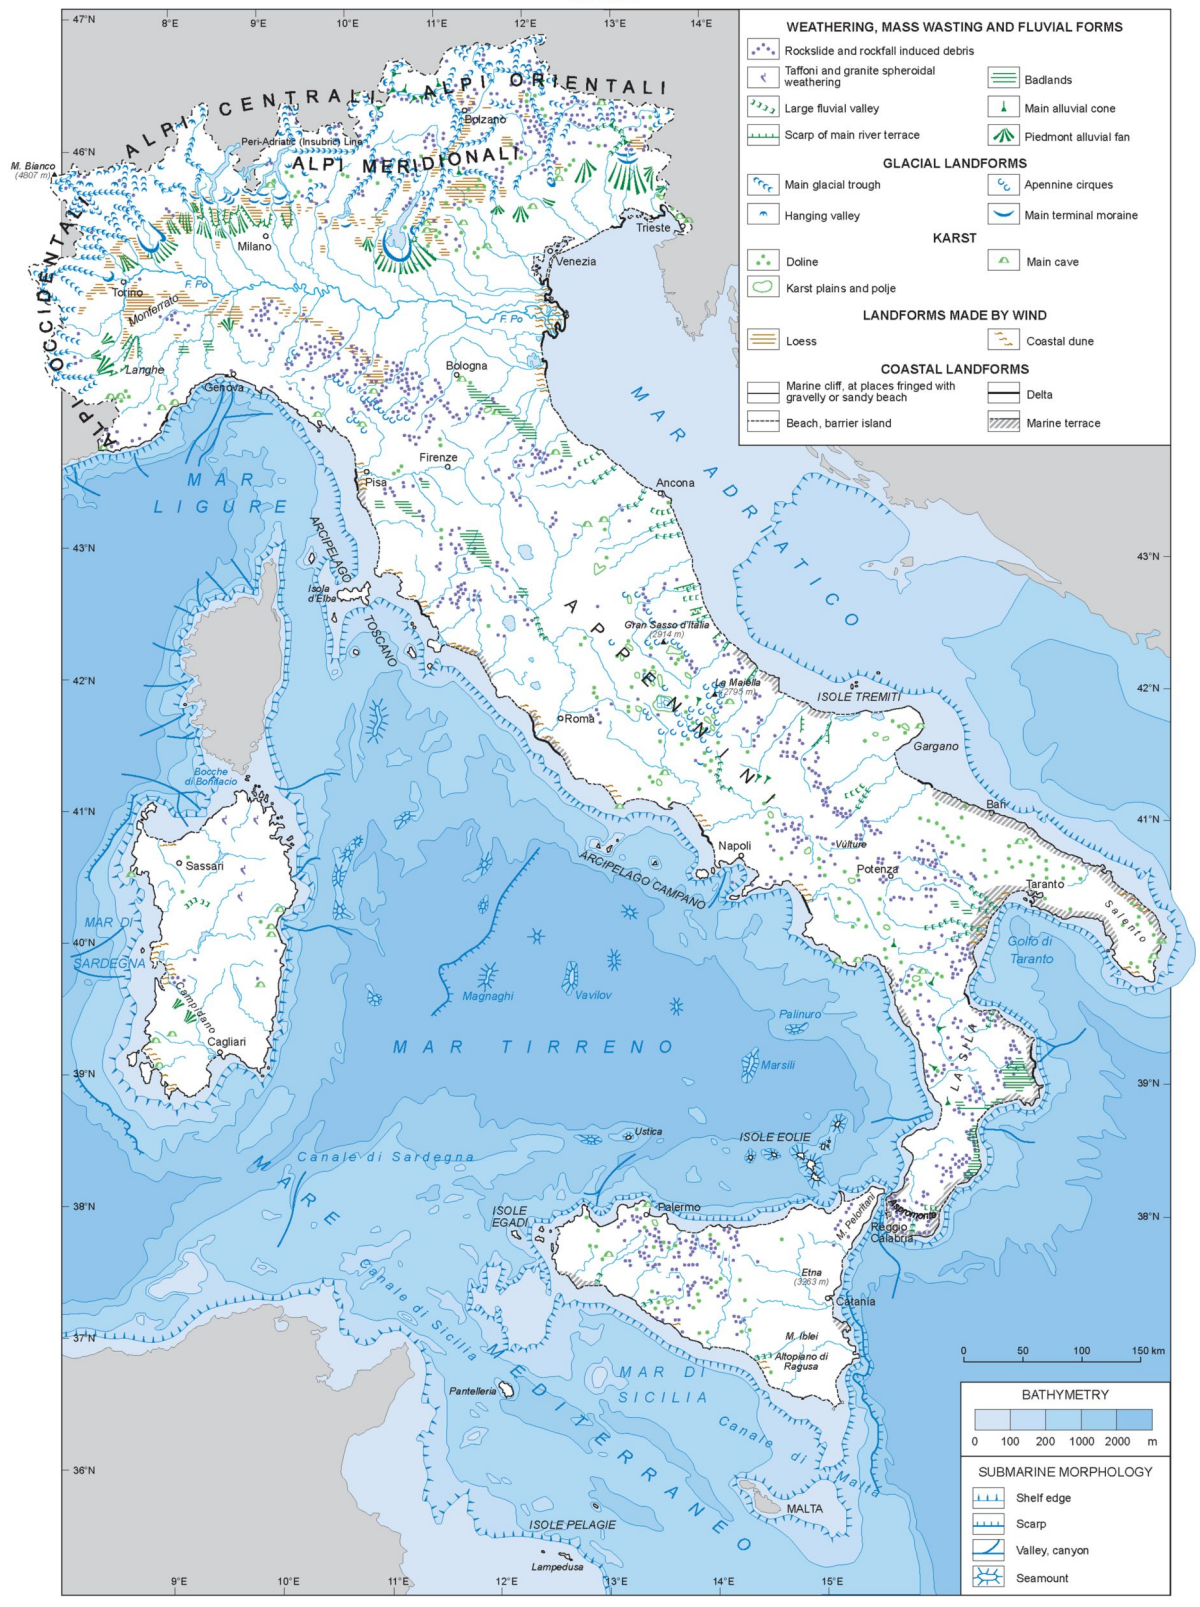 47°N
8°E
9°E
10°E
11°E
12°E
13°E
14°E
WEATHERING, MASS WASTING AND FLUVIAL FORMS
Rockslide and rockfall induced debris
Taffoni and granite spheroidal
weathering
Badlands
Large fluvial valley
Main alluvial cone
Scarp of main river terrace
Piedmont alluvial fan
GLACIAL LANDFORMS
Main glacial trough
Apennine cirques
Hanging valley
Main terminal moraine
KARST
Doline
Main cave
Karst plains and polje
LANDFORMS MADE BY WIND
Loess
Coastal dune
COASTAL LANDFORMS
Marine cliff, at places fringed with
gravelly or sandy beach
Delta
Beach, barrier island
Marine terrace
ALPI ORIENTALI
ALPI CENTRALI
Bolzano
Peri-Adriatic (Insubric) Line
46°N
ALPI MERIDIONALI
M. Bianco
(4807 m)
ALPI OCCIDENTALI
Trieste
Milano
Venezia
F. Po
Torino
Monferrato
F. Po
Langhe
Bologna
Genova
MAR ADRIATICO
Firenze
MAR
LIGURE
Pisa
Ancona
43°N
43°N
ARCIPELAGO
TOSCANO
Isola
d'Elba
APPENNINI
Gran Sasso d'Italia
(2914 m)
42°N
42°N
La Maiella
(2795 m)
ISOLE TREMITI
Roma
Gargano
Bocche
di Bonifacio
41°N
41°N
Bari
Napoli
Vulture
Sassari
ARCIPELAGO CAMPANO
Potenza
Taranto
Salento
MAR DI
SARDEGNA
40°N
40°N
Golfo di
Taranto
Magnaghi
Vavilov
Campidano
Palinuro
Cagliari
MAR TIRRENO
LA SILA
Marsili
39°N
39°N
Ustica
ISOLE EOLIE
Canale di Sardegna
MARE
38°N
38°N
ISOLE
EGADI
Palermo
M. Peloritani
Aspromonte
Reggio
Calabria
Etna
(3263 m)
Canale di Sicilia
Catania
37°N
M. Iblei
Altopiano di
Ragusa
0 50 100 150 km
MEDITERRANEO
MAR DI
SICILIA
Pantelleria
BATHYMETRY
0 100 200 1000 2000 m
Canale di Malta
36°N
SUBMARINE MORPHOLOGY
Shelf edge
Scarp
Valley, canyon
Seamount
MALTA
ISOLE PELAGIE
Lampedusa
9°E
10°E
11°E
12°E
13°E
14°E
15°E